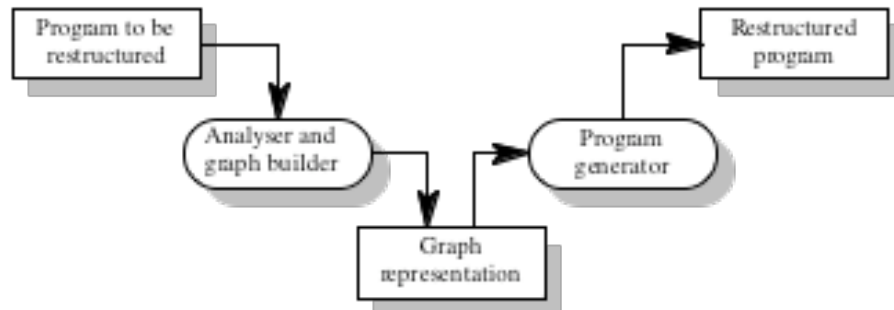 Program to be
restructured
Analyser and
graph builder
Graph
representation
Program
generator
Restructured
program